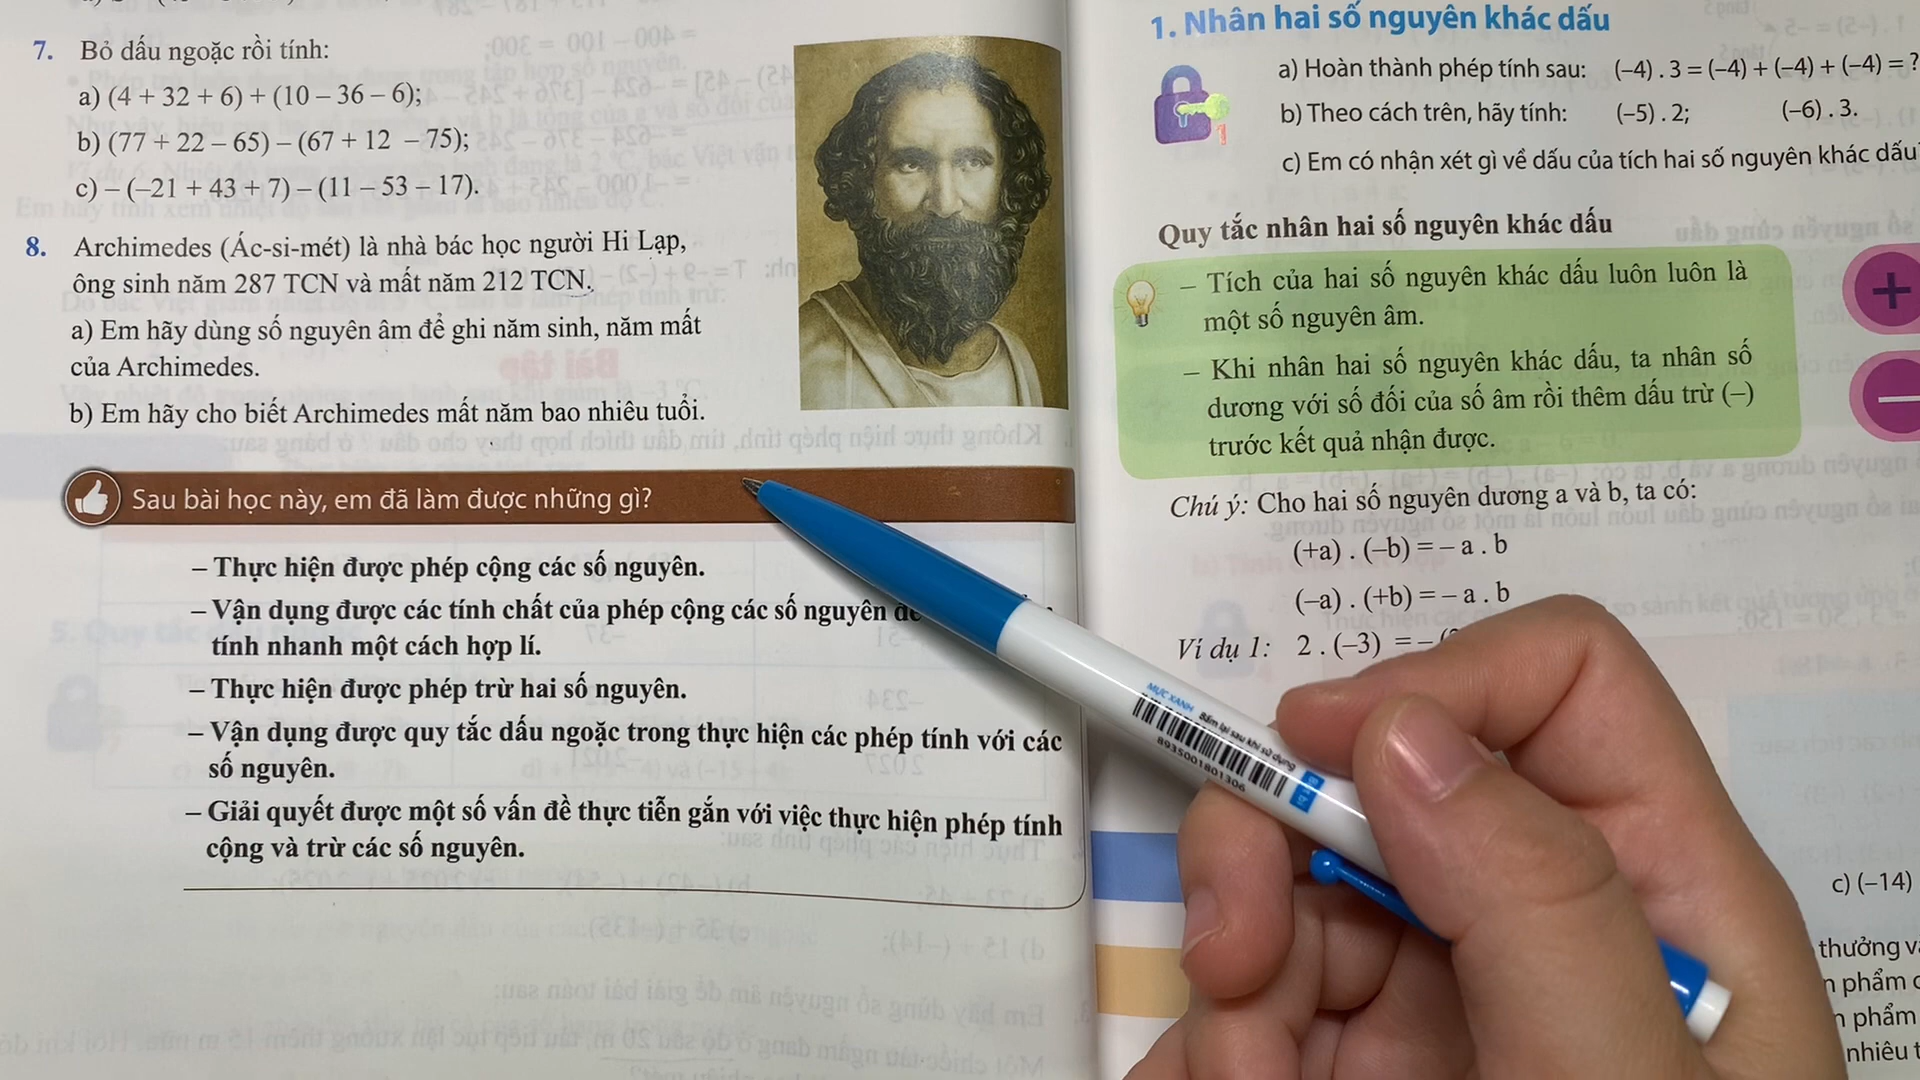 7. Bỏ dấu ngoặc rồi tính:
a) (4 + 32 + 6) + (10 – 36 – 6);
b) (77 + 22 – 65) – (67 + 12 – 75);
c) – (–21 + 43 + 7) – (11 – 53 – 17).
8. Archimedes (Ác-si-mét) là nhà bác học người Hi Lạp,
ông sinh năm 287 TCN và mất năm 212 TCN.
a) Em hãy dùng số nguyên âm để ghi năm sinh, năm mất
của Archimedes.
b) Em hãy cho biết Archimedes mất năm bao nhiêu tuổi.
Sau bài học này, em đã làm được những gì?
– Thực hiện được phép cộng các số nguyên.
– Vận dụng được các tính chất của phép cộng các số nguyên
tính nhanh một cách hợp lí.
– Thực hiện được phép trừ hai số nguyên.
– Vận dụng được quy tắc dấu ngoặc trong thực hiện các phép tính với các
số nguyên.
– Giải quyết được một số vấn đề thực tiễn gắn với việc thực hiện phép tính
cộng và trừ các số nguyên.
1. Nhân hai số nguyên khác dấu
1
a) Hoàn thành phép tính sau: (–4) . 3 = (–4) + (–4) + (–4) = ?
b) Theo cách trên, hãy tính: (–5) . 2; (–6) . 3.
c) Em có nhận xét gì về dấu của tích hai số nguyên khác dấu
Quy tắc nhân hai số nguyên khác dấu
– Tích của hai số nguyên khác dấu luôn luôn là
một số nguyên âm.
– Khi nhân hai số nguyên khác dấu, ta nhân số
dương với số đối của số âm rồi thêm dấu trừ (–)
trước kết quả nhận được.
+
–
Chú ý: Cho hai số nguyên dương a và b, ta có:
(+a) . (–b) = – a . b
(–a) . (+b) = – a . b
Ví dụ 1: 2 . (–3) = –
MỰC XANH Bấm lại sau khi sử dụng
8935001801306
c) (–14)
thưởng
phẩm
phẩm
nhiêu